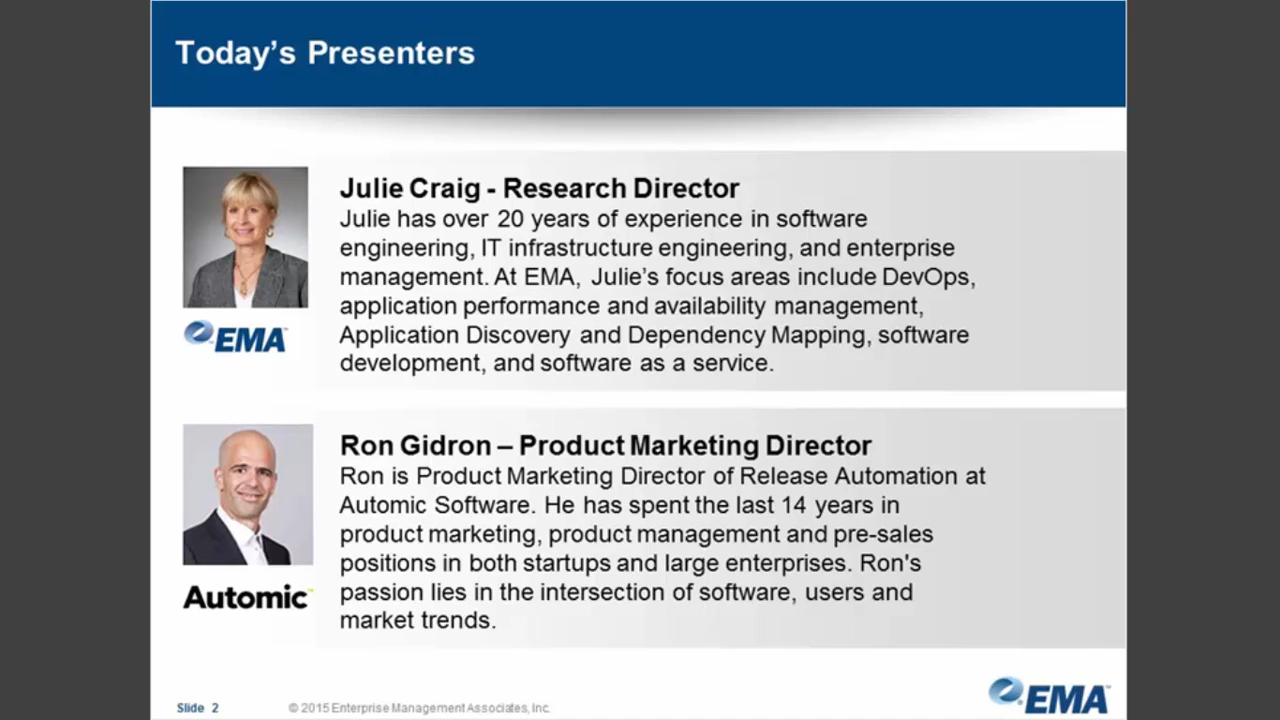 Today’s Presenters
Julie Craig - Research Director
Julie has over 20 years of experience in software
engineering, IT infrastructure engineering, and enterprise
management. At EMA, Julie’s focus areas include DevOps,
application performance and availability management,
Application Discovery and Dependency Mapping, software
development, and software as a service.
EMA™
Ron Gidron – Product Marketing Director
Ron is Product Marketing Director of Release Automation at
Automic Software. He has spent the last 14 years in
product marketing, product management and pre-sales
positions in both startups and large enterprises. Ron's
passion lies in the intersection of software, users and
market trends.
Automic™
Slide 2
© 2015 Enterprise Management Associates, Inc.
EMA™